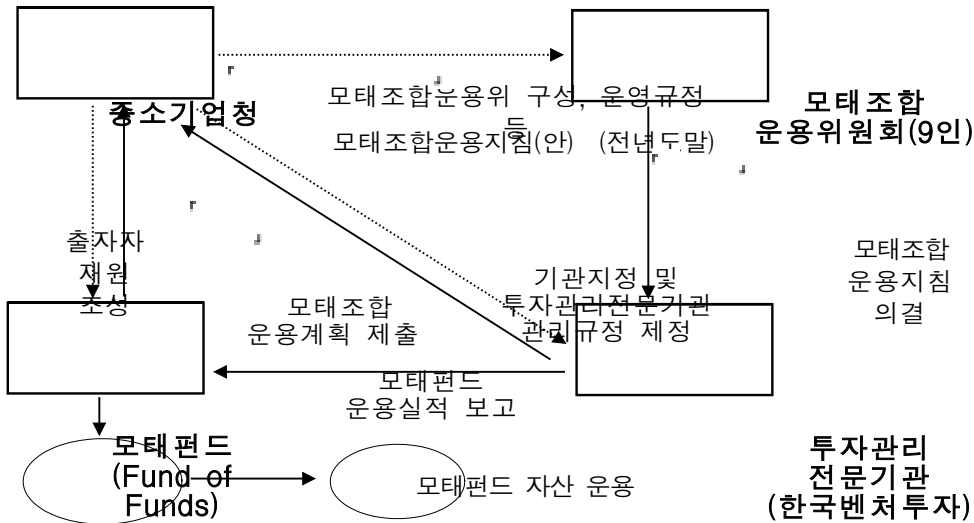 중소기업청
모태조합운용위 구성, 운영규정
등
모태조합운용지침(안) (전년도말)
「
」
모태조합
운용위원회(9인)
「
」
「
」
출자자
재원
조성
모태조합
운용지침
의결
모태조합
운용계획 제출
기관지정 및
투자관리전문기관
관리규정 제정
모태펀드
운용실적 보고
모태펀드
(Fund of
Funds)
모태펀드 자산 운용
투자관리
전문기관
(한국벤처투자)